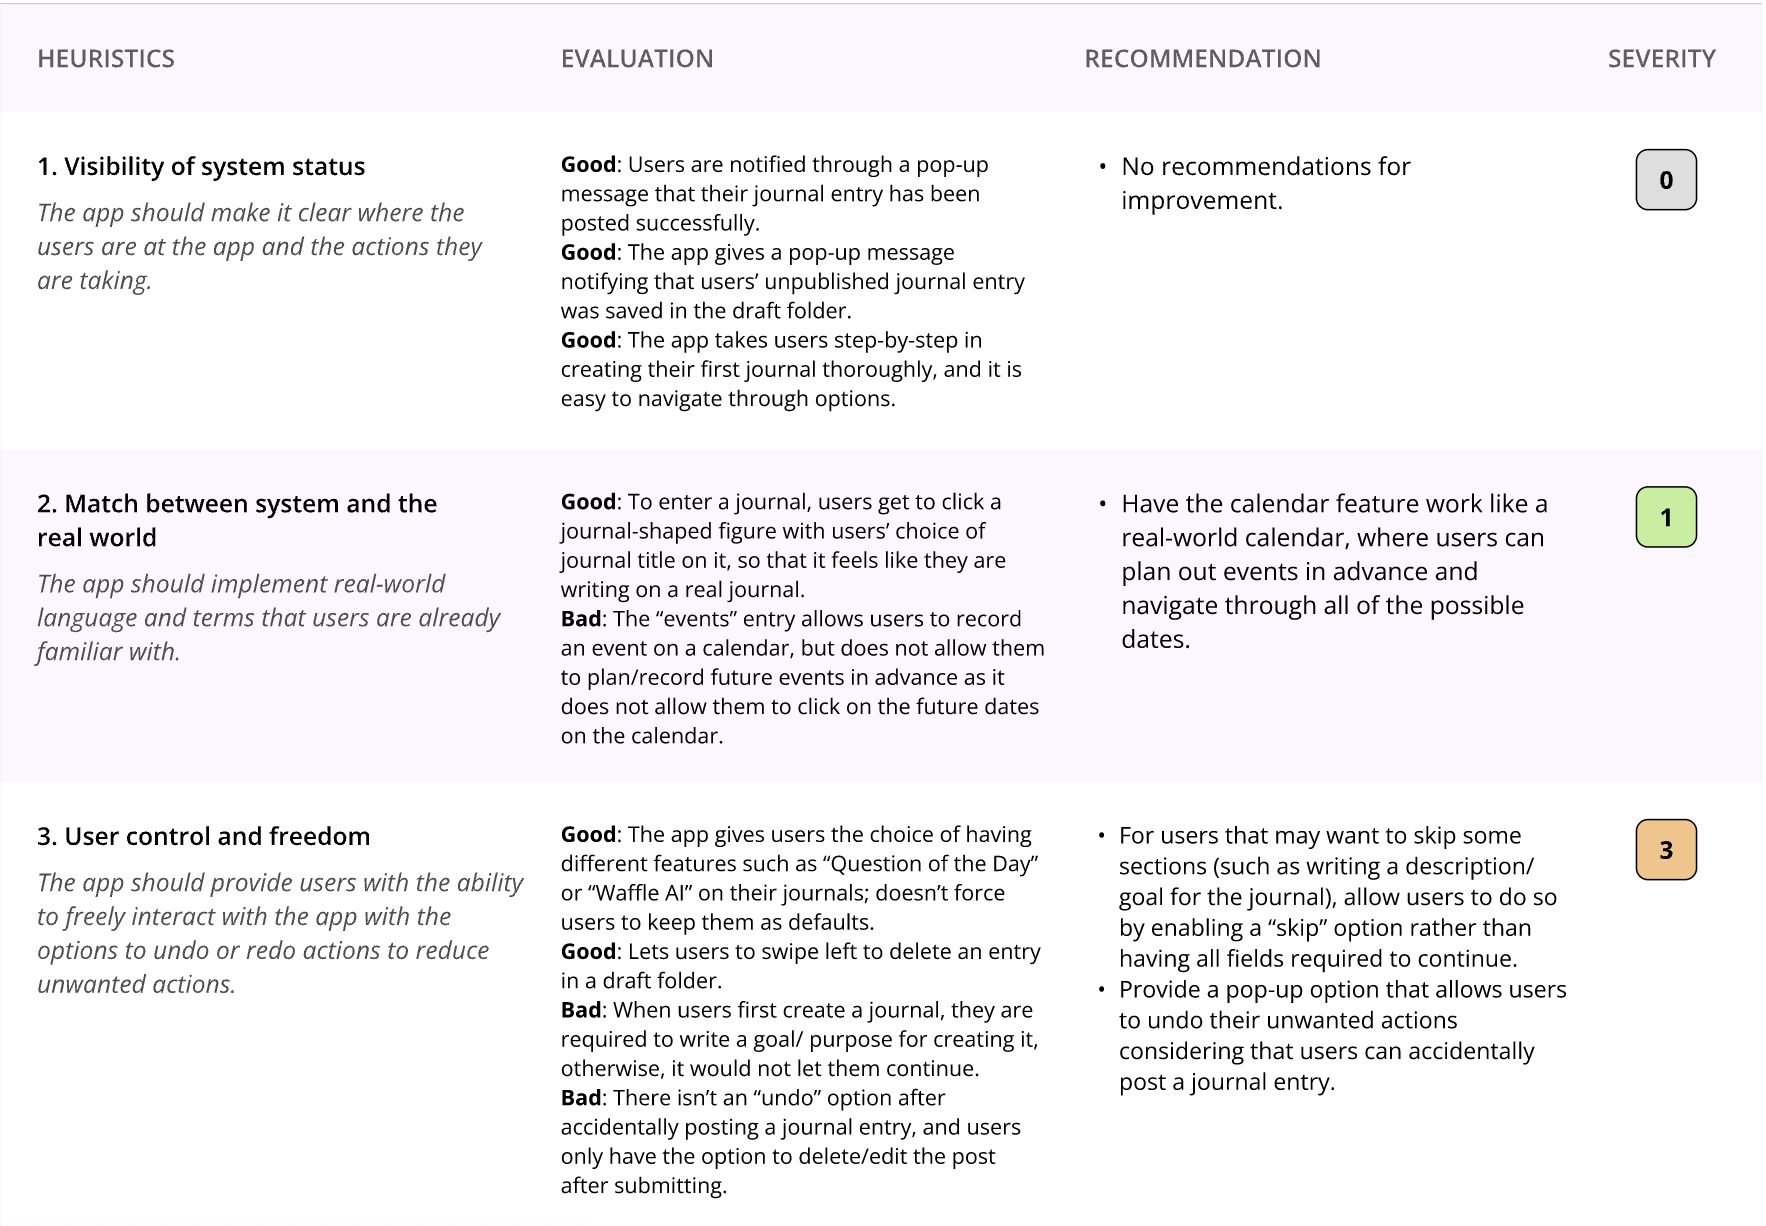 HEURISTICS
EVALUATION
RECOMMENDATION
SEVERITY
1. Visibility of system status
The app should make it clear where the
users are at the app and the actions they
are taking.
Good: Users are notified through a pop-up
message that their journal entry has been
posted successfully.
Good: The app gives a pop-up message
notifying that users’ unpublished journal entry
was saved in the draft folder.
Good: The app takes users step-by-step in
creating their first journal thoroughly, and it is
easy to navigate through options.
• No recommendations for
improvement.
0
2. Match between system and the
real world
The app should implement real-world
language and terms that users are already
familiar with.
Good: To enter a journal, users get to click a
journal-shaped figure with users’ choice of
journal title on it, so that it feels like they are
writing on a real journal.
Bad: The “events” entry allows users to record
an event on a calendar, but does not allow them
to plan/record future events in advance as it
does not allow them to click on the future dates
on the calendar.
• Have the calendar feature work like a
real-world calendar, where users can
plan out events in advance and
navigate through all of the possible
dates.
1
3. User control and freedom
The app should provide users with the ability
to freely interact with the app with the
options to undo or redo actions to reduce
unwanted actions.
Good: The app gives users the choice of having
different features such as “Question of the Day”
or “Waffle AI” on their journals; doesn’t force
users to keep them as defaults.
Good: Lets users to swipe left to delete an entry
in a draft folder.
Bad: When users first create a journal, they are
required to write a goal/ purpose for creating it,
otherwise, it would not let them continue.
Bad: There isn’t an “undo” option after
accidentally posting a journal entry, and users
only have the option to delete/edit the post
after submitting.
• For users that may want to skip some
sections (such as writing a description/
goal for the journal), allow users to do so
by enabling a “skip” option rather than
having all fields required to continue.
• Provide a pop-up option that allows users
to undo their unwanted actions
considering that users can accidentally
post a journal entry.
3